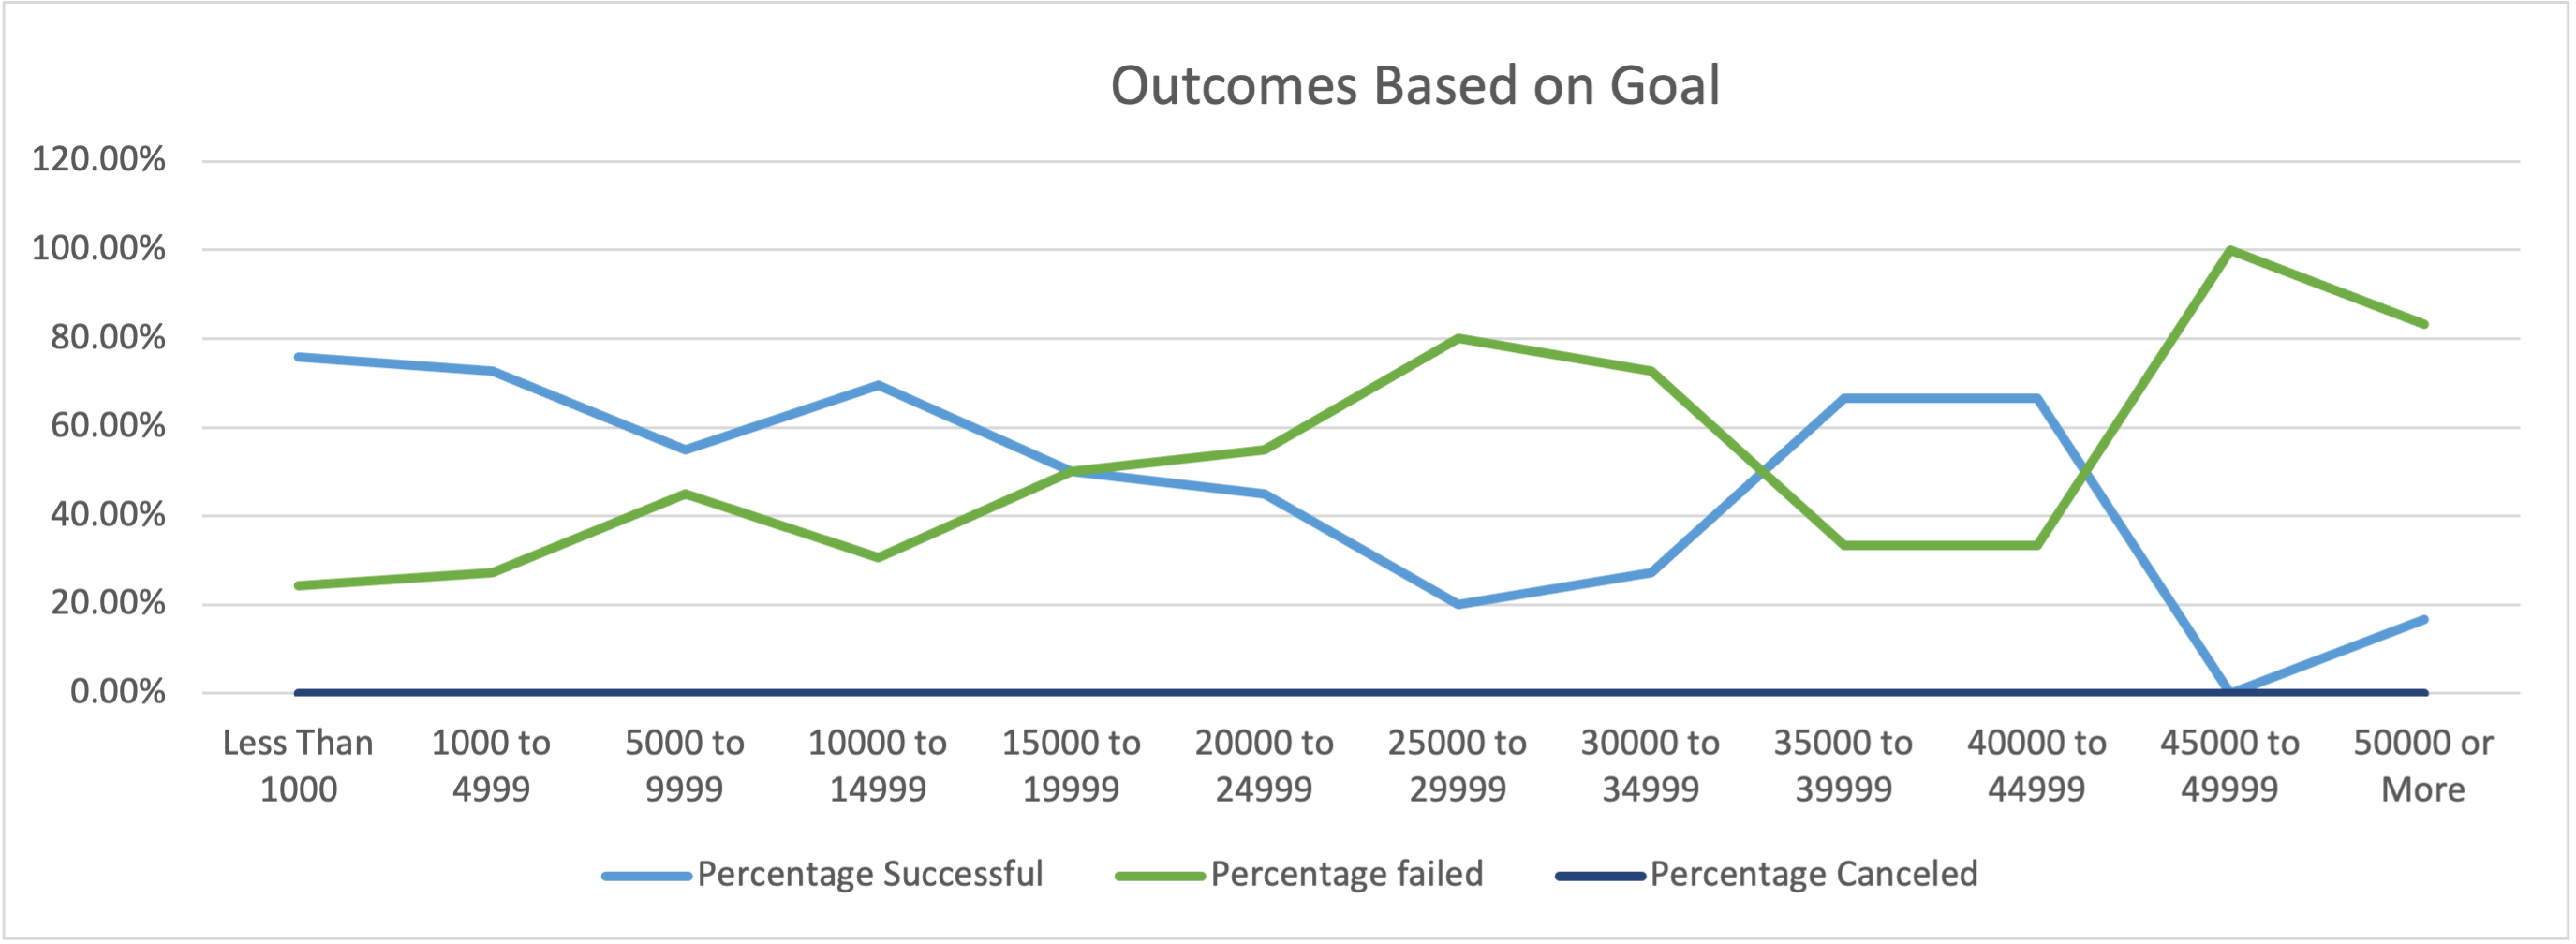 Outcomes Based on Goal
120.00%
100.00%
80.00%
60.00%
40.00%
20.00%
0.00%
Less Than 1000 to 5000 to 10000 to 15000 to 20000 to 25000 to 30000 to 35000 to 40000 to 45000 to 50000 or
1000 4999 9999 14999 19999 24999 29999 34999 39999 44999 49999 More
Percentage Successful Percentage failed Percentage Canceled